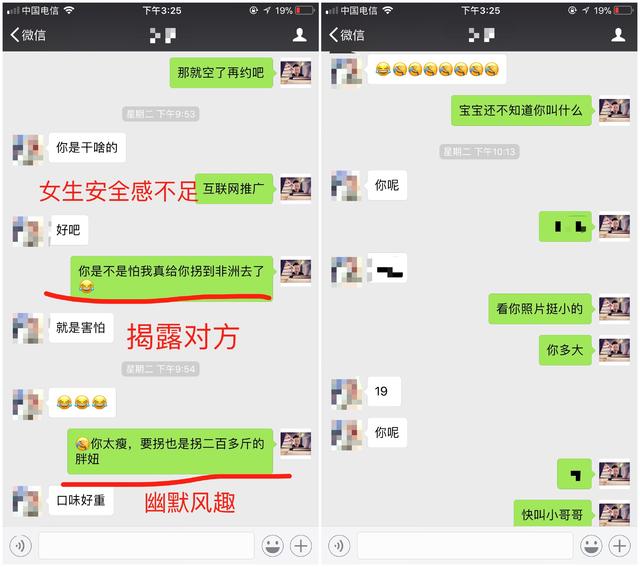 中国电信
下午3:25
19%
微信
那就空了再约吧
星期二 下午9:53
你是干啥的
女生安全感不足
互联网推广
好吧
你是不是怕我真给你拐到非洲去了
😂
就是害怕
揭露对方
星期二 下午9:54
😂😂😂
🤣你太瘦，要拐也是拐二百多斤的
胖妞
口味好重
幽默风趣
中国电信
下午3:25
19%
微信
😂🤣🤣🤣🤣🤣🤣🤣
宝宝还不知道你叫什么
星期二 下午10:13
你呢
看你照片挺小的
你多大
19
你呢
快叫小哥哥